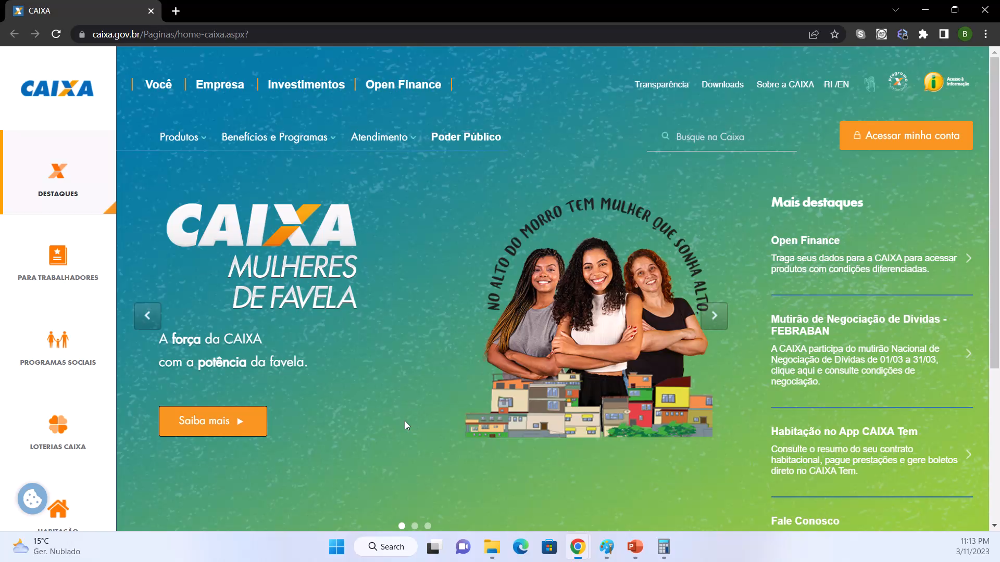 CAIXA
caixa.gov.br/Paginas/home-caixa.aspx?
B
CAIXA
Você
Empresa
Investimentos
Open Finance
Transparência
Downloads
Sobre a CAIXA
RI /EN
programa
INTEGRIDADE
Acesso à
Informação
Produtos
Benefícios e Programas
Atendimento
Poder Público
Busque na Caixa
Acessar minha conta
DESTAQUES
PARA TRABALHADORES
PROGRAMAS SOCIAIS
LOTERIAS CAIXA
HABITAÇÃO
CAIXA
MULHERES
DE FAVELA
A força da CAIXA
com a potência da favela.
Saiba mais
NO ALTO DO MORRO TEM MULHER QUE SONHA ALTO.
Mais destaques
Open Finance
Traga seus dados para a CAIXA para acessar
produtos com condições diferenciadas.
Mutirão de Negociação de Dívidas -
FEBRABAN
A CAIXA participa do mutirão Nacional de
Negociação de Dívidas de 01/03 a 31/03,
clique aqui e consulte condições de
negociação.
Habitação no App CAIXA Tem
Consulte o resumo do seu contrato
habitacional, pague prestações e gere boletos
direto no CAIXA Tem.
Fale Conosco
15°C
Ger. Nublado
Search
11:13 PM
3/11/2023